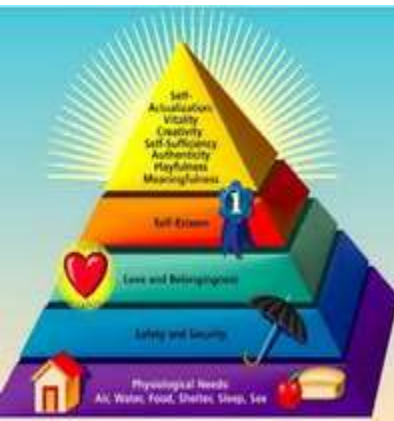 Self-
Actualization
Vitality
Creativity
Self-Sufficiency
Authenticity
Playfulness
Meaningfulness
1
Self-Esteem
Love and Belongingness
Safety and Security
Physiological Needs
Air, Water, Food, Shelter, Sleep, Sex